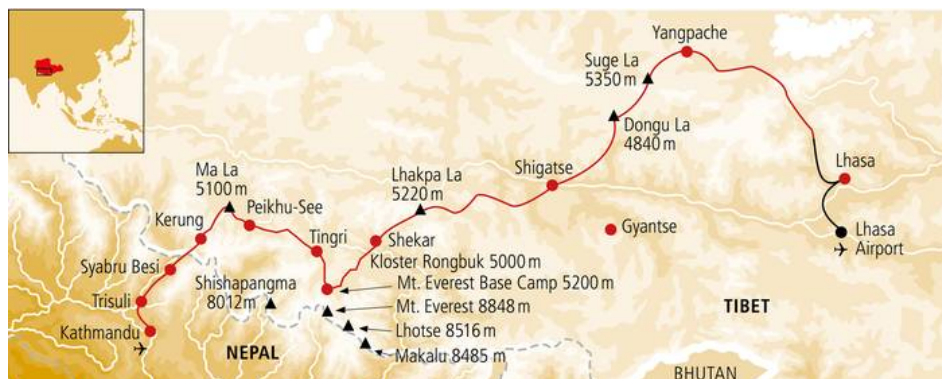 Yangpache
Suge La
5350 m
Dongu La
4840 m
Ma La
5100 m
Lhakpa La
5220 m
Shigatse
Lhasa
Peikhu-See
Kerung
Tingri
Shekar
Gyantse
Lhasa
Airport
Kloster Rongbuk 5000 m
Syabru Besi
Shishapangma
8012 m
Mt. Everest Base Camp 5200 m
Trisuli
Mt. Everest 8848 m
TIBET
Kathmandu
Lhotse 8516 m
NEPAL
Makalu 8485 m
BHUTAN